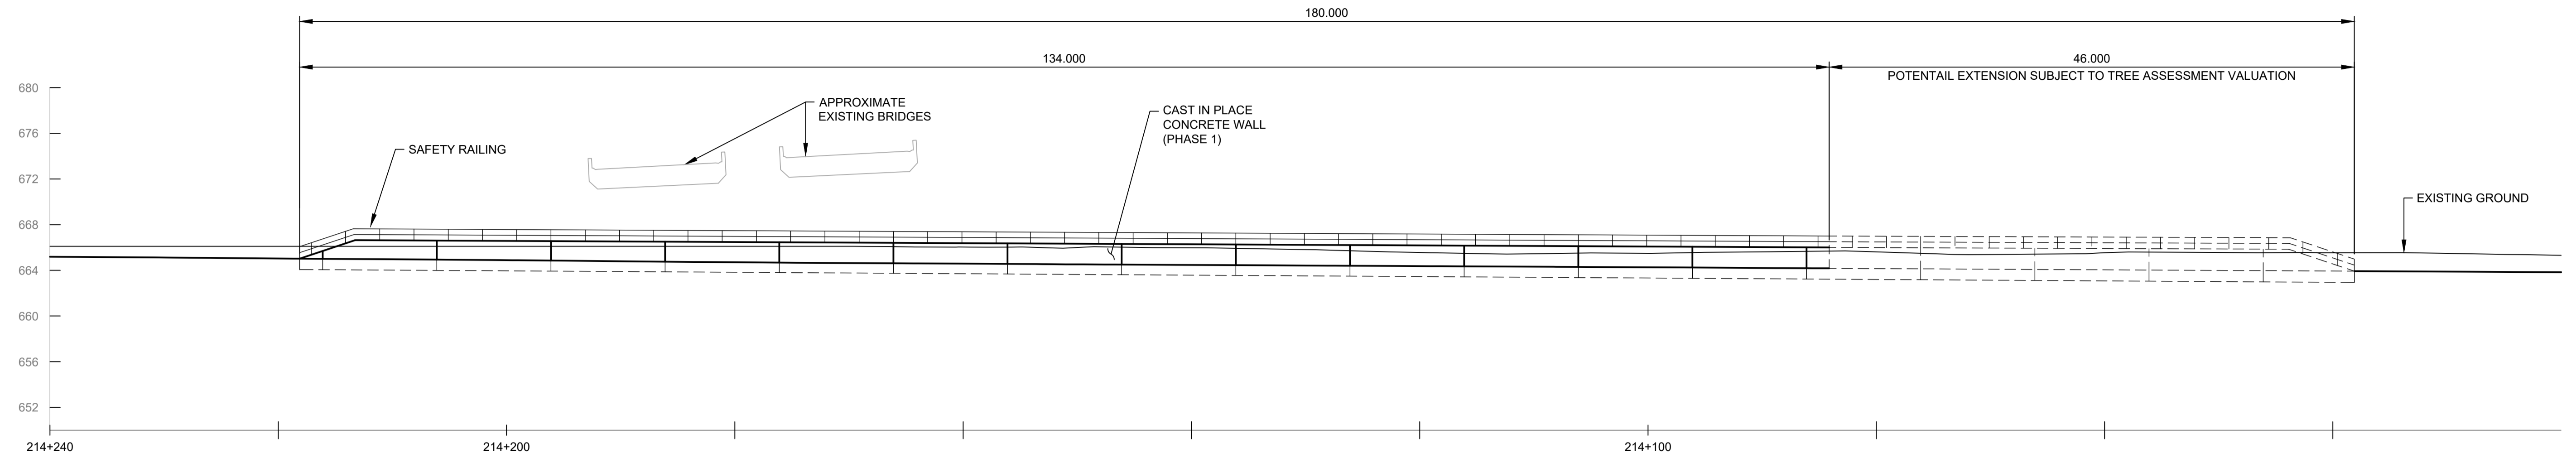 180.000
134.000
46.000
POTENTAIL EXTENSION SUBJECT TO TREE ASSESSMENT VALUATION
680
APPROXIMATE
EXISTING BRIDGES
CAST IN PLACE
CONCRETE WALL
(PHASE 1)
676
SAFETY RAILING
672
EXISTING GROUND
668
664
660
656
652
214+240
214+200
214+100